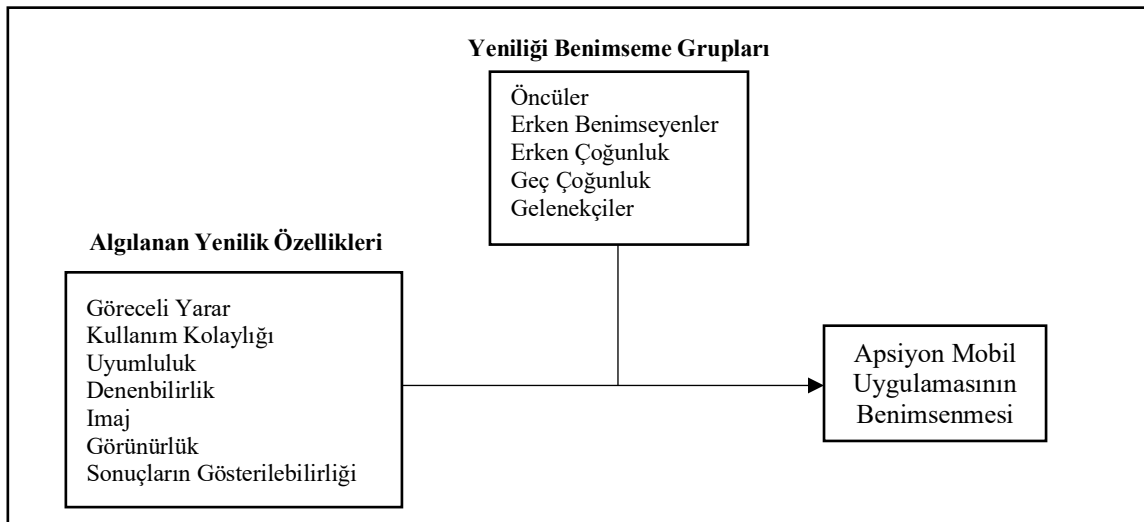 Yeniliği Benimseme Grupları
Öncüler
Erken Benimseyenler
Erken Çoğunluk
Geç Çoğunluk
Gelenekçiler
Algılanan Yenilik Özellikleri
Göreceli Yarar
Kullanım Kolaylığı
Uyumluluk
Denenbilirlik
Imaj
Görünürlük
Sonuçların Gösterilebilirliği
Apsiyon Mobil
Uygulamasının
Benimsenmesi